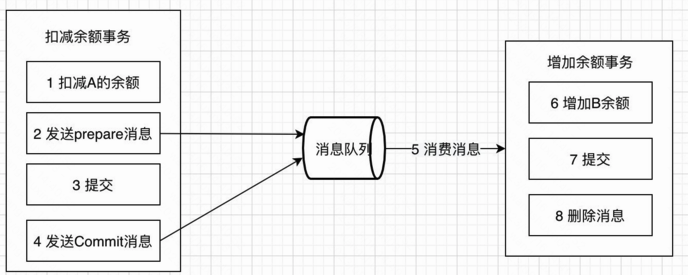 扣减余额事务
1 扣减A的余额
2 发送prepare消息
3 提交
4 发送Commit消息
消息队列
5 消费消息
增加余额事务
6 增加B余额
7 提交
8 删除消息